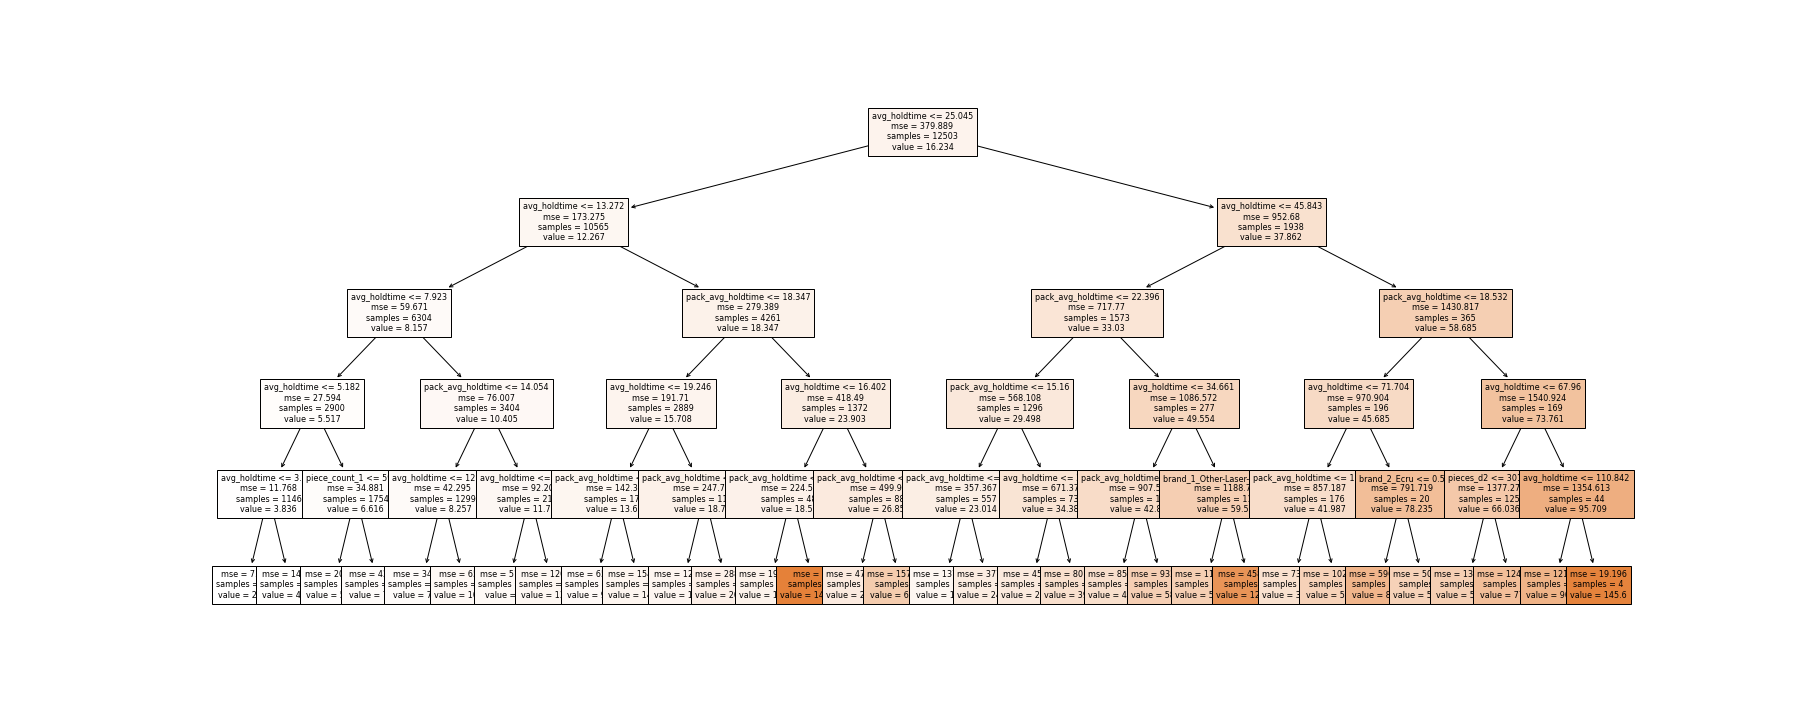 avg_holdtime <= 25.045
mse = 379.889
samples = 12503
value = 16.234
avg_holdtime <= 13.272
mse = 173.275
samples = 10565
value = 12.267
avg_holdtime <= 45.843
mse = 952.68
samples = 1938
value = 37.862
avg_holdtime <= 7.923
mse = 59.671
samples = 6304
value = 8.157
pack_avg_holdtime <= 18.347
mse = 279.389
samples = 4261
value = 18.347
pack_avg_holdtime <= 22.396
mse = 717.77
samples = 1573
value = 33.03
pack_avg_holdtime <= 18.532
mse = 1430.817
samples = 365
value = 58.685
avg_holdtime <= 5.182
mse = 27.594
samples = 2900
value = 5.517
pack_avg_holdtime <= 14.054
mse = 76.007
samples = 3404
value = 10.405
avg_holdtime <= 19.246
mse = 191.71
samples = 2889
value = 15.708
avg_holdtime <= 16.402
mse = 418.49
samples = 1372
value = 23.903
pack_avg_holdtime <= 15.16
mse = 568.108
samples = 1296
value = 29.498
avg_holdtime <= 34.661
mse = 1086.572
samples = 277
value = 49.554
avg_holdtime <= 71.704
mse = 970.904
samples = 196
value = 45.685
avg_holdtime <= 67.96
mse = 1540.924
samples = 169
value = 73.761
avg_holdtime <= 3.
mse = 11.768
samples = 1146
value = 3.836
piece_count_1 <= 5
mse = 34.881
samples = 1754
value = 6.616
avg_holdtime <= 12
mse = 42.295
samples = 1299
value = 8.257
avg_holdtime <=
mse = 92.20
samples = 21
value = 11.7
pack_avg_holdtime
mse = 142.3
samples = 17
value = 13.6
pack_avg_holdtime
mse = 247.7
samples = 11
value = 18.7
pack_avg_holdtime
mse = 224.5
samples = 48
value = 18.5
pack_avg_holdtime
mse = 499.9
samples = 88
value = 26.85
pack_avg_holdtime <=
mse = 357.367
samples = 557
value = 23.014
avg_holdtime <=
mse = 671.37
samples = 73
value = 34.38
pack_avg_holdtime
mse = 907.5
samples = 1
value = 42.8
brand_1_Other-Laser
mse = 1188.7
samples = 11
value = 59.5
pack_avg_holdtime <= 1
mse = 857.187
samples = 176
value = 41.987
brand_2_Ecru <= 0.5
mse = 791.719
samples = 20
value = 78.235
pieces_d2 <= 30
mse = 1377.27
samples = 125
value = 66.036
avg_holdtime <= 110.842
mse = 1354.613
samples = 44
value = 95.709
mse = 7
samples =
value = 2
mse = 14
samples =
value = 4
mse = 20
samples
value =
mse = 4
samples
value =
mse = 34
samples
value = 7
mse = 6
samples
value = 1
mse = 5
samples
value =
mse = 12
samples
value = 1
mse = 6
samples
value =
mse = 15
samples
value = 1
mse = 12
samples
value = 1
mse = 28
samples
value = 2
mse = 19
samples
value = 1
mse =
samples
value = 14
mse = 47
samples
value = 2
mse = 157
samples
value = 6
mse = 13
samples
value = 1
mse = 37
samples
value = 2
mse = 45
samples
value = 2
mse = 80
samples
value = 3
mse = 85
samples
value = 4
mse = 93
samples
value = 5
mse = 11
samples
value = 5
mse = 45
samples
value = 12
mse = 73
samples
value = 3
mse = 102
samples
value = 5
mse = 59
samples
value = 8
mse = 50
samples
value = 5
mse = 13
samples
value = 5
mse = 124
samples
value = 7
mse = 121
samples =
value = 9
mse = 19.196
samples = 4
value = 145.6